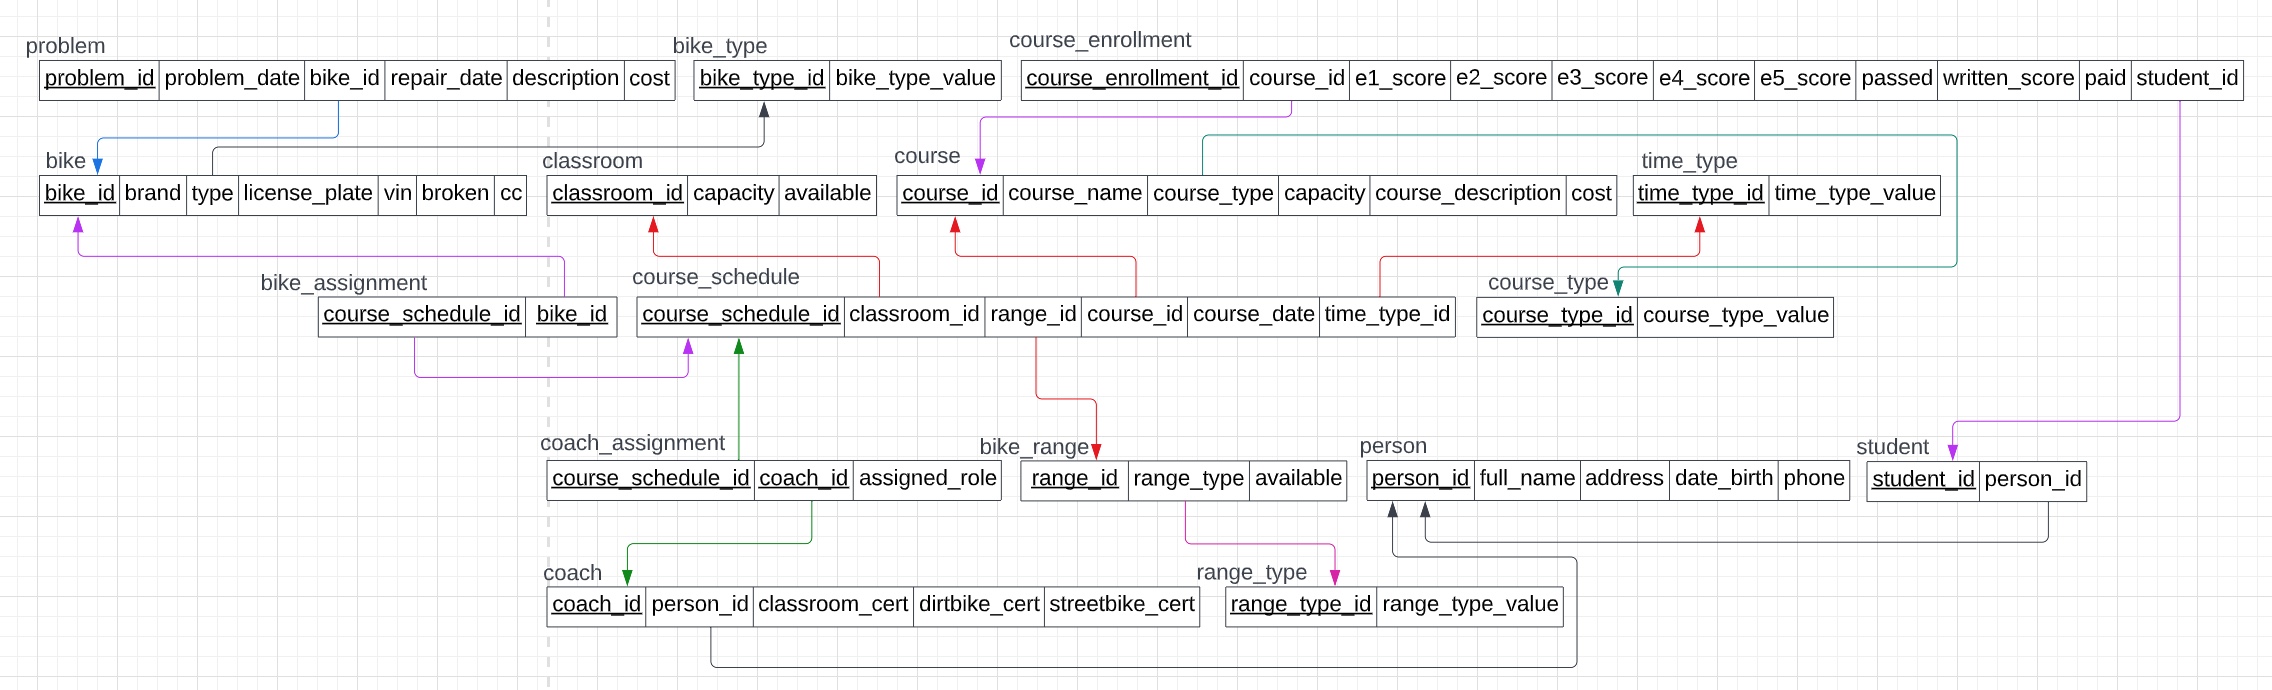 problem
problem_id problem_date bike_id repair_date description cost
bike_type
bike_type_id bike_type_value
course_enrollment
course_enrollment_id course_id e1_score e2_score e3_score e4_score e5_score passed written_score paid student_id
bike
bike_id brand type license_plate vin broken cc
classroom
classroom_id capacity available
course
course_id course_name course_type capacity course_description cost
time_type
time_type_id time_type_value
bike_assignment
course_schedule_id bike_id
course_schedule
course_schedule_id classroom_id range_id course_id course_date time_type_id
course_type
course_type_id course_type_value
coach_assignment
course_schedule_id coach_id assigned_role
bike_range
range_id range_type available
person
person_id full_name address date_birth phone
student
student_id person_id
coach
coach_id person_id classroom_cert dirtbike_cert streetbike_cert
range_type
range_type_id range_type_value